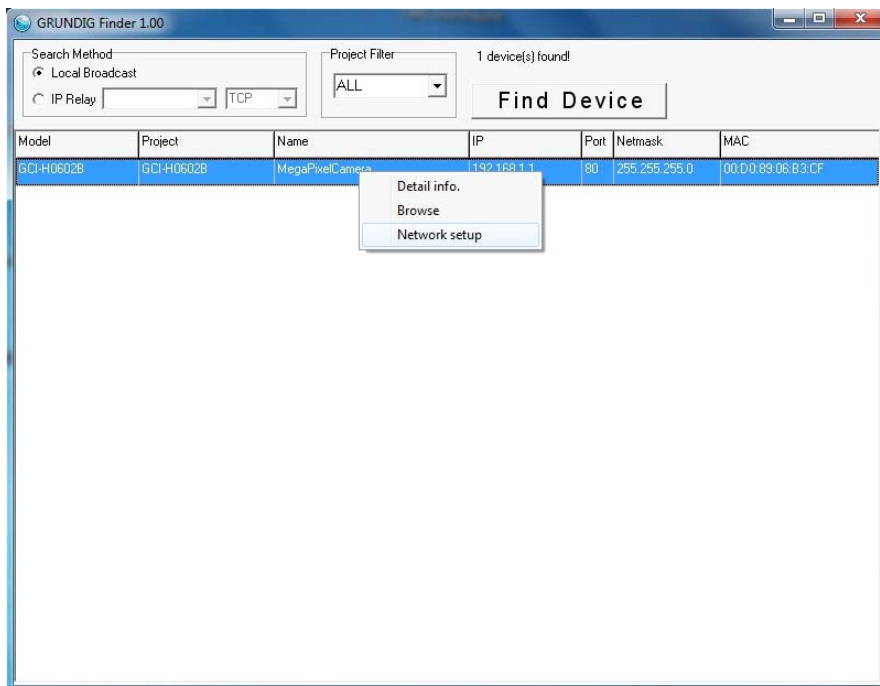 GRUNDIG Finder 1.00
Search Method
Local Broadcast
IP Relay TCP
Project Filter
ALL
1 device(s) found!
Find Device
Model Project Name IP Port Netmask MAC
GCI-H0602B GCI-H0602B MegaPixelCamera 192.168.1.1 80 255.255.255.0 00:D0:89:06:B3:CF
Detail info.
Browse
Network setup